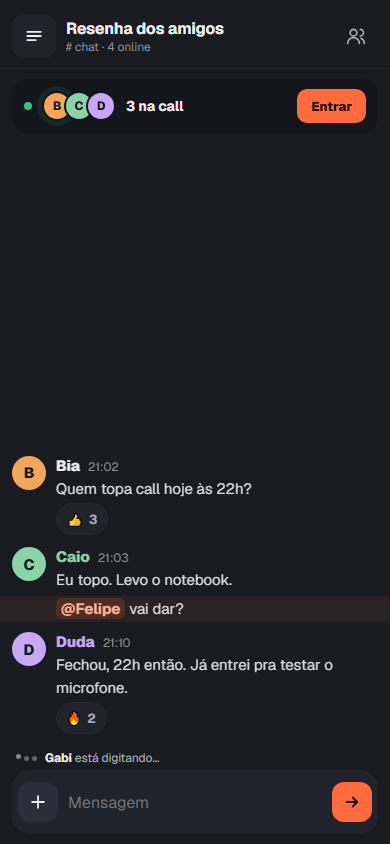 Resenha dos amigos
# chat · 4 online
B C D 3 na call Entrar
B Bia 21:02
Quem topa call hoje às 22h?
👍 3
C Caio 21:03
Eu topo. Levo o notebook.
@Felipe vai dar?
D Duda 21:10
Fechou, 22h então. Já entrei pra testar o
microfone.
🔥 2
Gabi está digitando…
Mensagem